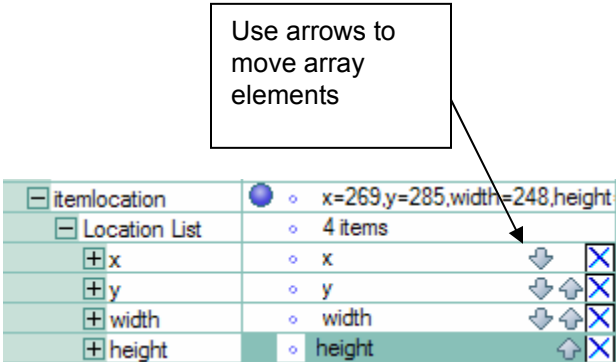 Use arrows to
move array
elements
itemlocation x=269,y=285,width=248,height
Location List 4 items
x x
y y
width width
height height